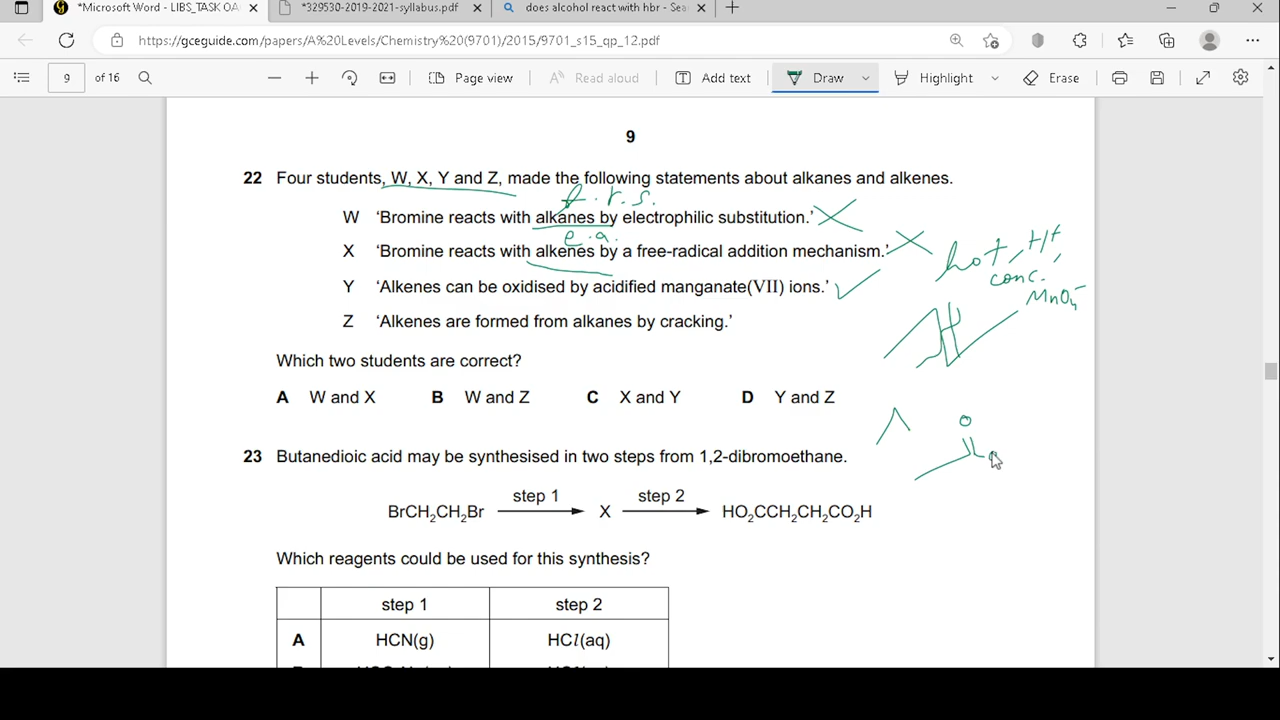 *Microsoft Word - LIBS_TASK OA
*329530-2019-2021-syllabus.pdf
does alcohol react with hbr - Sear
https://gceguide.com/papers/A%20Levels/Chemistry%20(9701)/2015/9701_s15_qp_12.pdf
9 of 16
Page view
Read aloud
Add text
Draw
Highlight
Erase
9
22 Four students, W, X, Y and Z, made the following statements about alkanes and alkenes.
f.r.s.
W 'Bromine reacts with alkanes by electrophilic substitution.'
e.a.
X 'Bromine reacts with alkenes by a free-radical addition mechanism.'
hot, H+,
conc.
MnO4-
Y 'Alkenes can be oxidised by acidified manganate(VII) ions.'
Z 'Alkenes are formed from alkanes by cracking.'
Which two students are correct?
A W and X B W and Z C X and Y D Y and Z
O
23 Butanedioic acid may be synthesised in two steps from 1,2-dibromoethane.
step 1 step 2
BrCH2CH2Br X HO2CCH2CH2CO2H
Which reagents could be used for this synthesis?
step 1 step 2
A HCN(g) HCl(aq)